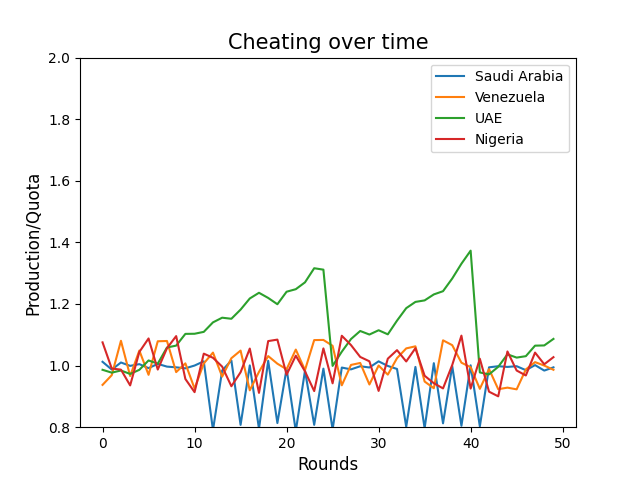 Cheating over time
Production/Quota
2.0
1.8
1.6
1.4
1.2
1.0
0.8
Saudi Arabia
Venezuela
UAE
Nigeria
0
10
20
30
40
50
Rounds